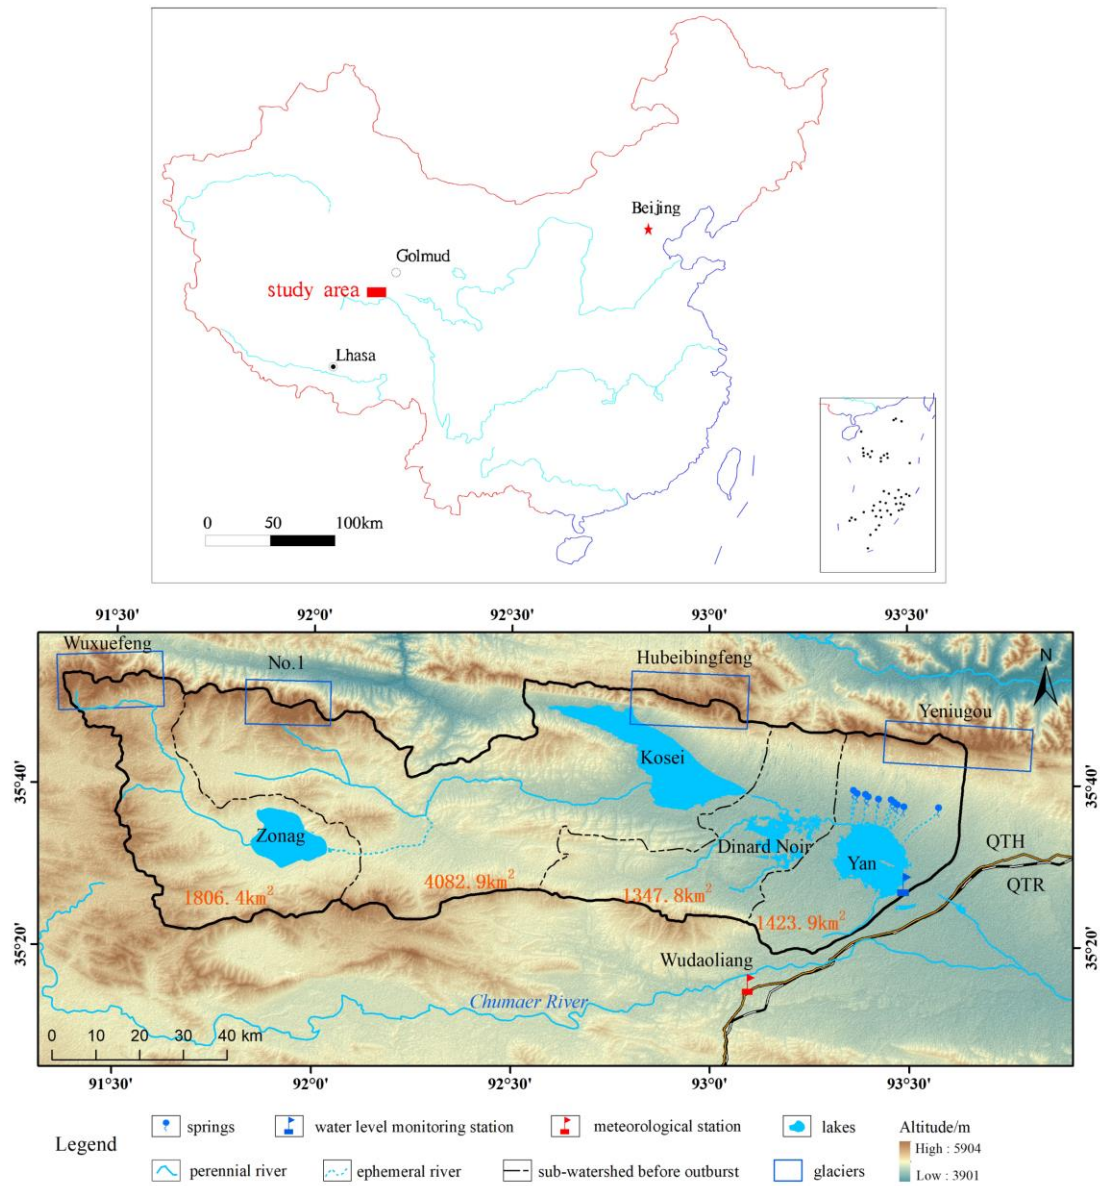 Beijing
Golmud
study area
Lhasa
0 50 100km
91°30' 92°0' 92°30' 93°0' 93°30'
Wuxuefeng
No.1
Hubeibingfeng
N
Yeniugou
Kosei
35°40'
35°40'
Zonag
Dinard Noir
Yan
QTH
QTR
1806.4km2
4082.9km2
1347.8km2
1423.9km2
35°20'
35°20'
Wudaoliang
Chumaer River
0 10 20 30 40 km
91°30' 92°0' 92°30' 93°0' 93°30'
Legend
springs
water level monitoring station
meteorological station
lakes
Altitude/m
High : 5904
Low : 3901
perennial river
ephemeral river
sub-watershed before outburst
glaciers